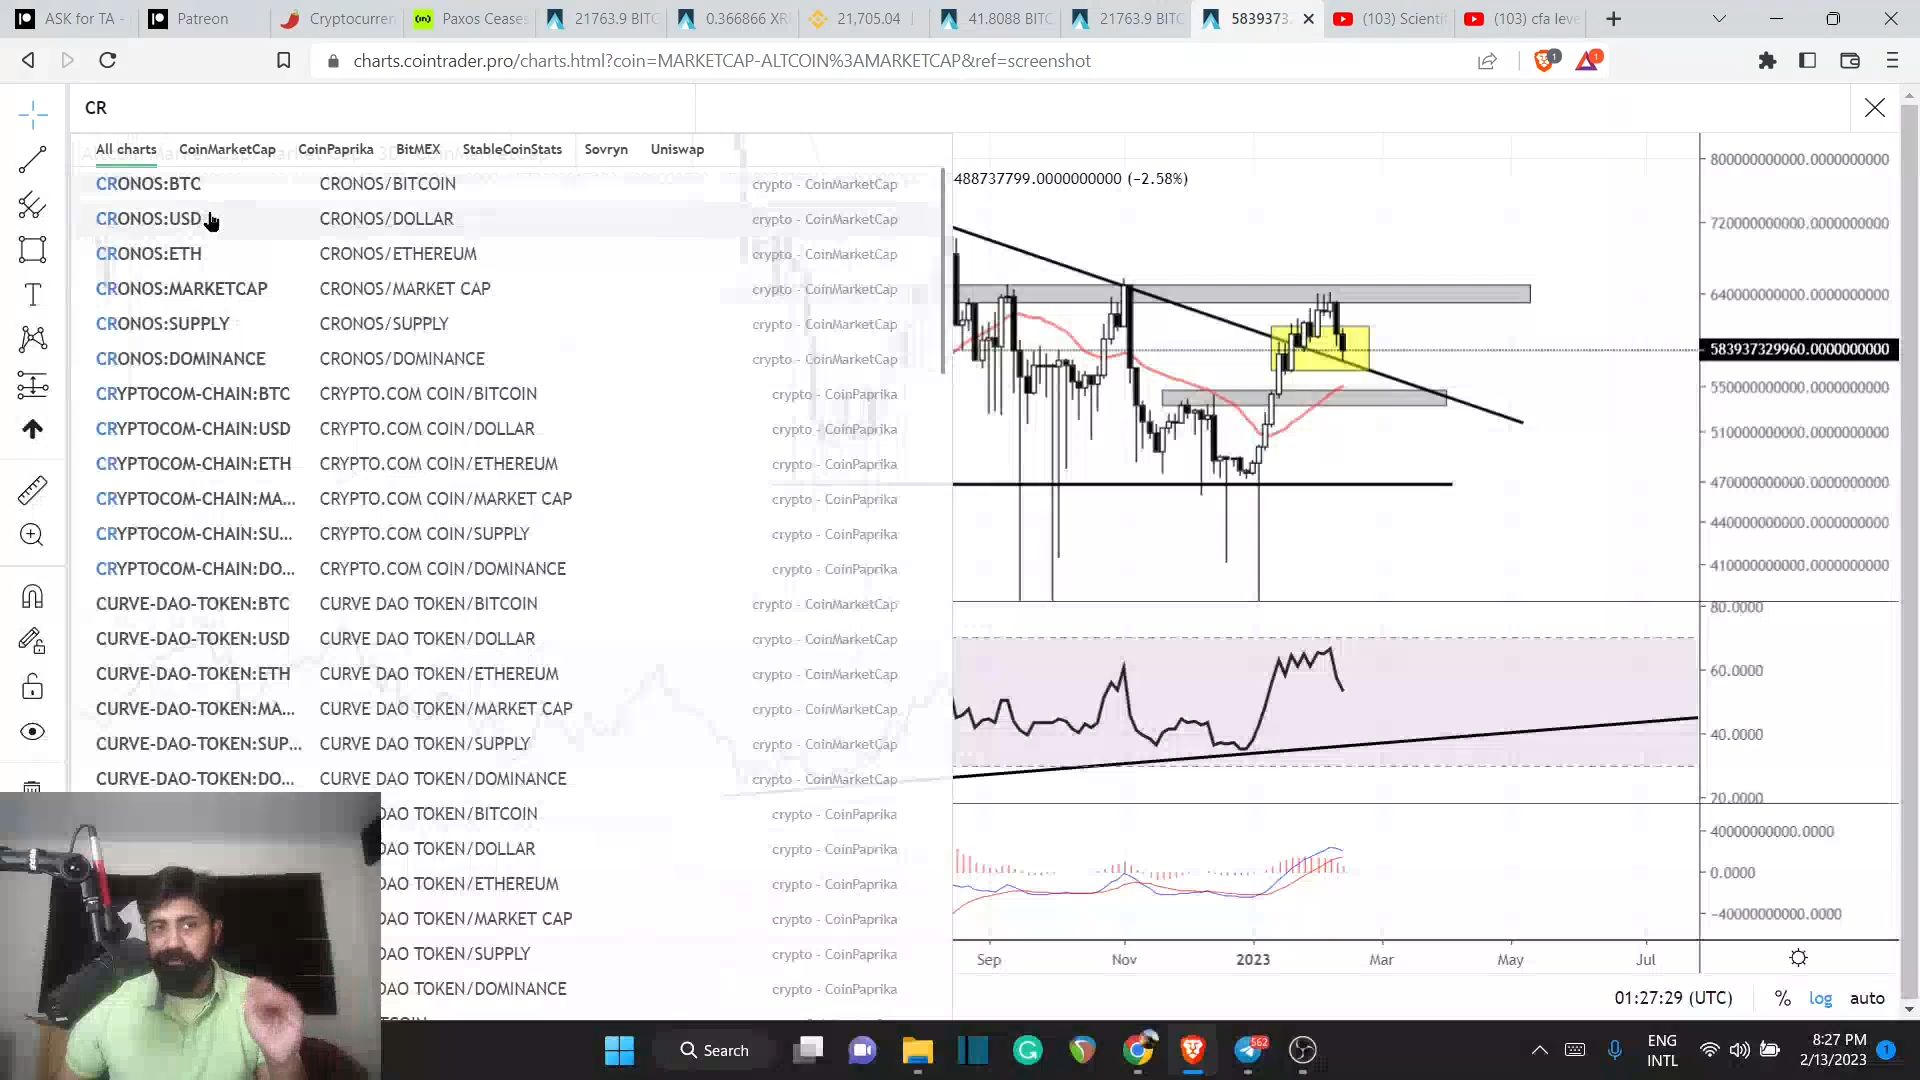 ASK for TA -
Patreon
Cryptocurren
Paxos Cease
21763.9 BITC
0.366866 XR
21,705.04
41.8088 BITC
21763.9 BITC
5839373
(103) Scienti
(103) cfa leve
charts.cointrader.pro/charts.html?coin=MARKETCAP-ALTCOIN%3AMARKETCAP&ref=screenshot
CR
All charts CoinMarketCap CoinPaprika BitMEX StableCoinStats Sovryn Uniswap
CRONOS:BTC CRONOS/BITCOIN crypto - CoinMarketCap
CRONOS:USD CRONOS/DOLLAR crypto - CoinMarketCap
CRONOS:ETH CRONOS/ETHEREUM crypto - CoinMarketCap
CRONOS:MARKETCAP CRONOS/MARKET CAP crypto - CoinMarketCap
CRONOS:SUPPLY CRONOS/SUPPLY crypto - CoinMarketCap
CRONOS:DOMINANCE CRONOS/DOMINANCE crypto - CoinMarketCap
CRYPTOCOM-CHAIN:BTC CRYPTO.COM COIN/BITCOIN crypto - CoinPaprika
CRYPTOCOM-CHAIN:USD CRYPTO.COM COIN/DOLLAR crypto - CoinPaprika
CRYPTOCOM-CHAIN:ETH CRYPTO.COM COIN/ETHEREUM crypto - CoinPaprika
CRYPTOCOM-CHAIN:MA... CRYPTO.COM COIN/MARKET CAP crypto - CoinPaprika
CRYPTOCOM-CHAIN:SU... CRYPTO.COM COIN/SUPPLY crypto - CoinPaprika
CRYPTOCOM-CHAIN:DO... CRYPTO.COM COIN/DOMINANCE crypto - CoinPaprika
CURVE-DAO-TOKEN:BTC CURVE DAO TOKEN/BITCOIN crypto - CoinMarketCap
CURVE-DAO-TOKEN:USD CURVE DAO TOKEN/DOLLAR crypto - CoinMarketCap
CURVE-DAO-TOKEN:ETH CURVE DAO TOKEN/ETHEREUM crypto - CoinMarketCap
CURVE-DAO-TOKEN:MA... CURVE DAO TOKEN/MARKET CAP crypto - CoinMarketCap
CURVE-DAO-TOKEN:SUP... CURVE DAO TOKEN/SUPPLY crypto - CoinMarketCap
CURVE-DAO-TOKEN:DO... CURVE DAO TOKEN/DOMINANCE crypto - CoinMarketCap
DAO TOKEN/BITCOIN crypto - CoinPaprika
DAO TOKEN/DOLLAR crypto - CoinPaprika
DAO TOKEN/ETHEREUM crypto - CoinPaprika
DAO TOKEN/MARKET CAP crypto - CoinPaprika
DAO TOKEN/SUPPLY crypto - CoinPaprika
DAO TOKEN/DOMINANCE crypto - CoinPaprika
488737799.0000000000 (-2.58%)
800000000000.0000000000
720000000000.0000000000
640000000000.0000000000
583937329960.0000000000
550000000000.0000000000
510000000000.0000000000
470000000000.0000000000
440000000000.0000000000
410000000000.0000000000
80.0000
60.0000
40.0000
20.0000
40000000000.0000
0.0000
-40000000000.0000
Sep Nov 2023 Mar May Jul
01:27:29 (UTC) % log auto
Search
562
ENG
INTL
8:27 PM
2/13/2023
1